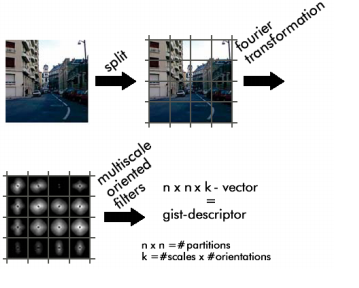 split
fourier
transformation
multiscale
oriented
filters
n x n x k - vector
=
gist-descriptor
n x n = # partitions
k = #scales x #orientations